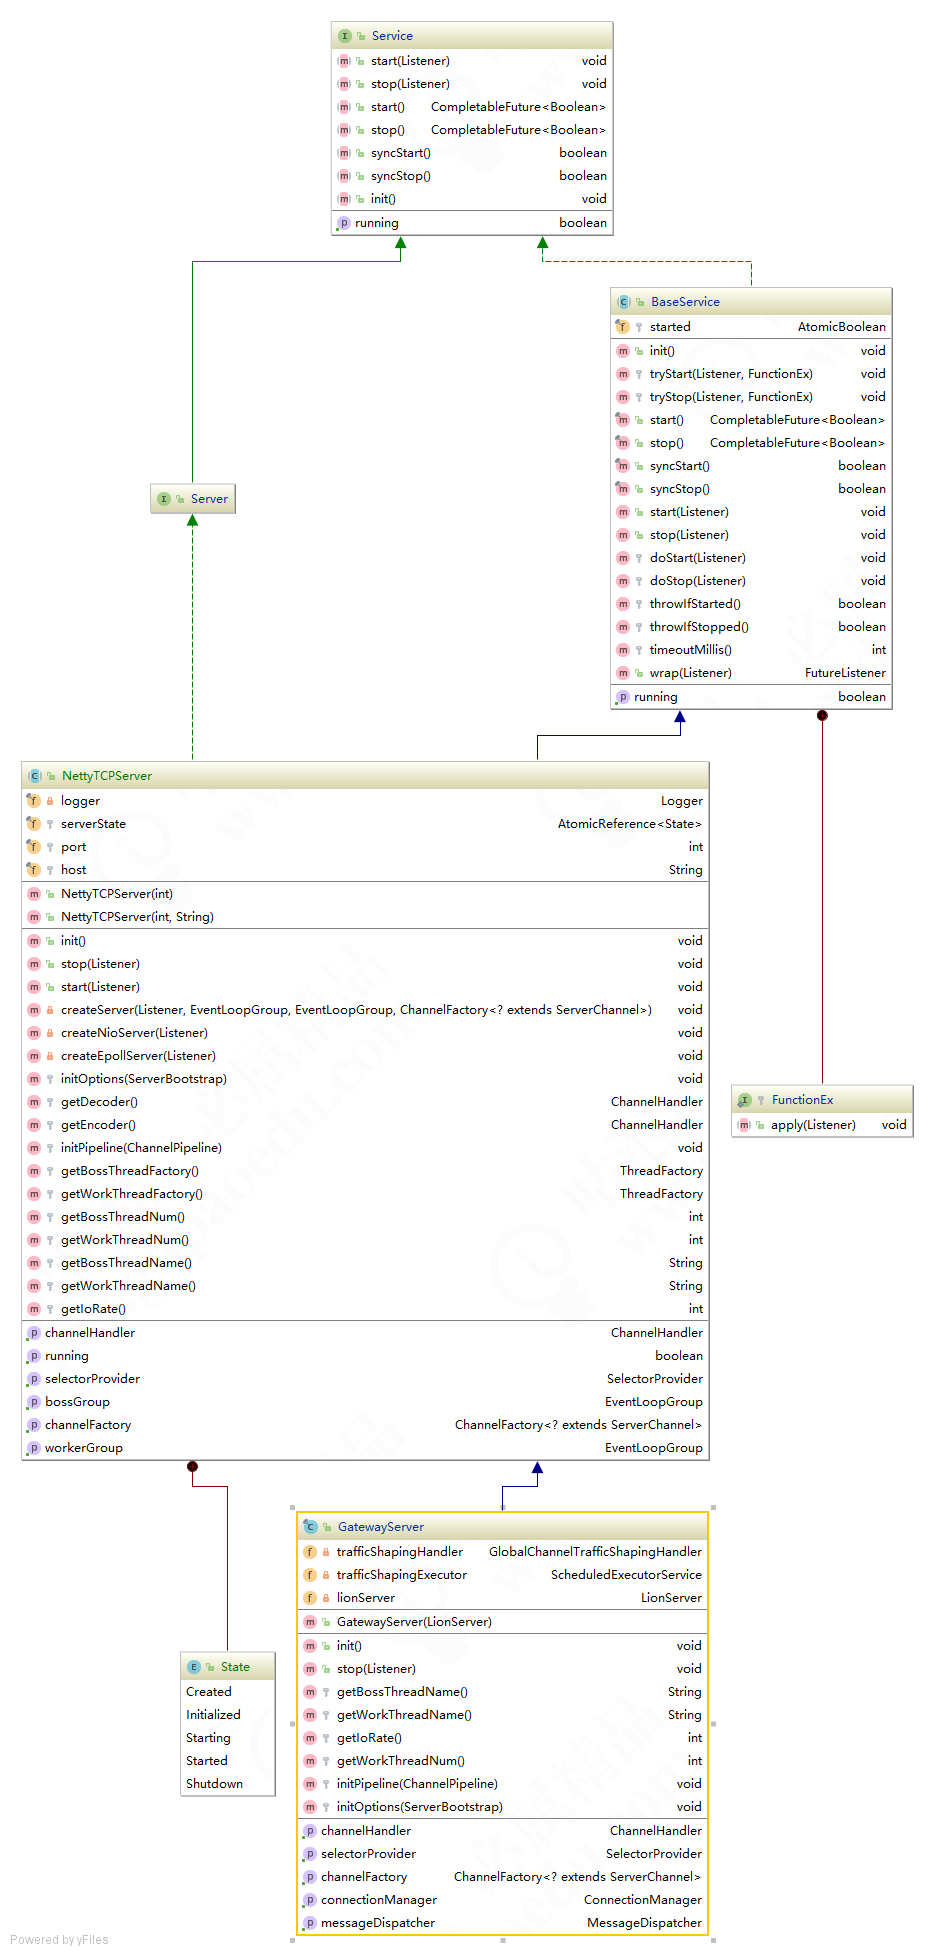 Service
start(Listener) void
stop(Listener) void
start() CompletableFuture<Boolean>
stop() CompletableFuture<Boolean>
syncStart() boolean
syncStop() boolean
init() void
running boolean
BaseService
started AtomicBoolean
init() void
tryStart(Listener, FunctionEx) void
tryStop(Listener, FunctionEx) void
start() CompletableFuture<Boolean>
stop() CompletableFuture<Boolean>
syncStart() boolean
syncStop() boolean
start(Listener) void
stop(Listener) void
doStart(Listener) void
doStop(Listener) void
throwIfStarted() boolean
throwIfStopped() boolean
timeoutMillis() int
wrap(Listener) FutureListener
running boolean
Server
NettyTCPServer
logger Logger
serverState AtomicReference<State>
port int
host String
NettyTCPServer(int)
NettyTCPServer(int, String)
init() void
stop(Listener) void
start(Listener) void
createServer(Listener, EventLoopGroup, EventLoopGroup, ChannelFactory<? extends ServerChannel>) void
createNioServer(Listener) void
createEpollServer(Listener) void
initOptions(ServerBootstrap) void
getDecoder() ChannelHandler
getEncoder() ChannelHandler
initPipeline(ChannelPipeline) void
getBossThreadFactory() ThreadFactory
getWorkThreadFactory() ThreadFactory
getBossThreadNum() int
getWorkThreadNum() int
getBossThreadName() String
getWorkThreadName() String
getIoRate() int
channelHandler ChannelHandler
running boolean
selectorProvider SelectorProvider
bossGroup EventLoopGroup
channelFactory ChannelFactory<? extends ServerChannel>
workerGroup EventLoopGroup
FunctionEx
apply(Listener) void
State
Created
Initialized
Starting
Started
Shutdown
GatewayServer
trafficShapingHandler GlobalChannelTrafficShapingHandler
trafficShapingExecutor ScheduledExecutorService
lionServer LionServer
GatewayServer(LionServer)
init() void
stop(Listener) void
getBossThreadName() String
getWorkThreadName() String
getIoRate() int
getWorkThreadNum() int
initPipeline(ChannelPipeline) void
initOptions(ServerBootstrap) void
channelHandler ChannelHandler
selectorProvider SelectorProvider
channelFactory ChannelFactory<? extends ServerChannel>
connectionManager ConnectionManager
messageDispatcher MessageDispatcher
Powered by yFiles